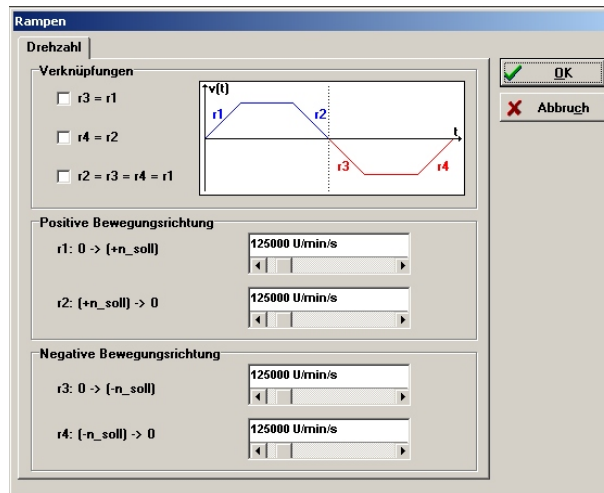 Rampen
Drehzahl
Verknüpfungen
r3 = r1
r4 = r2
r2 = r3 = r4 = r1
v(t)
r1
r2
t
r3
r4
OK
Abbruch
Positive Bewegungsrichtung
r1: 0 -> (+n_soll)
125000 U/min/s
r2: (+n_soll) -> 0
125000 U/min/s
Negative Bewegungsrichtung
r3: 0 -> (-n_soll)
125000 U/min/s
r4: (-n_soll) -> 0
125000 U/min/s